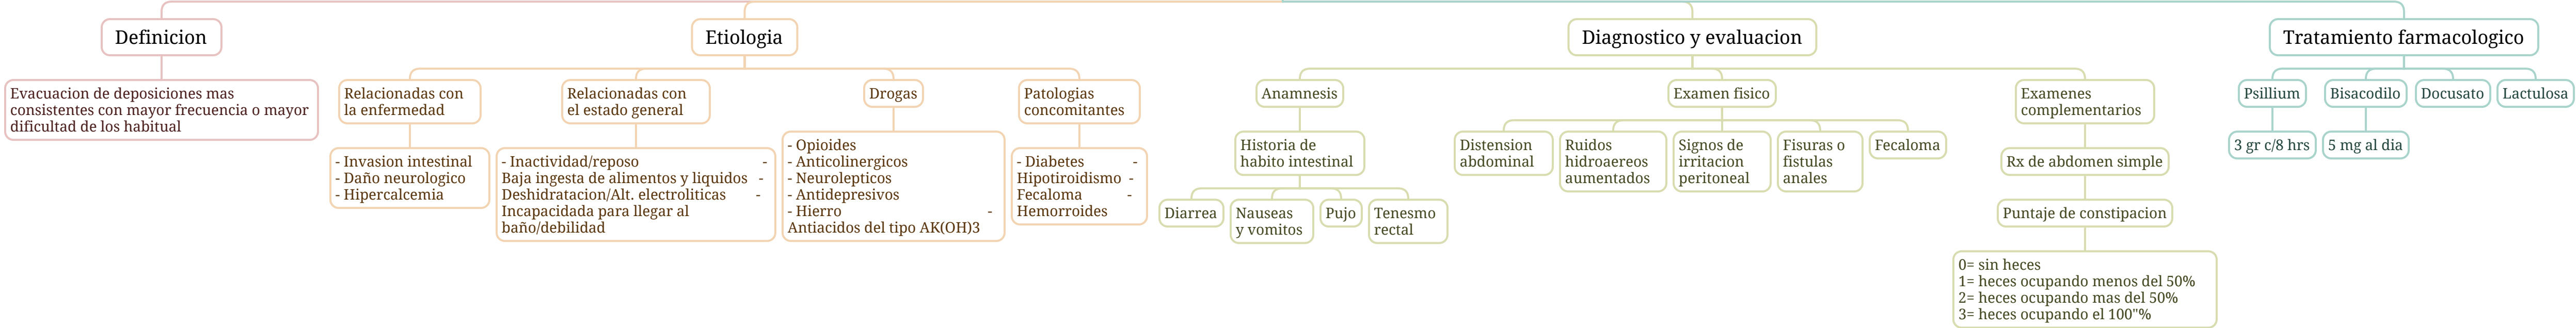 Definicion
Evacuacion de deposiciones mas
consistentes con mayor frecuencia o mayor
dificultad de los habitual
Etiologia
Relacionadas con
la enfermedad
- Invasion intestinal
- Daño neurologico
- Hipercalcemia
Relacionadas con
el estado general
- Inactividad/reposo -
Baja ingesta de alimentos y liquidos -
Deshidratacion/Alt. electroliticas -
Incapacidada para llegar al
baño/debilidad
Drogas
- Opioides
- Anticolinergicos
- Neurolepticos
- Antidepresivos
- Hierro -
Antiacidos del tipo AK(OH)3
Patologias
concomitantes
- Diabetes -
Hipotiroidismo -
Fecaloma -
Hemorroides
Diagnostico y evaluacion
Anamnesis
Historia de
habito intestinal
Diarrea
Nauseas
y vomitos
Pujo
Tenesmo
rectal
Examen fisico
Distension
abdominal
Ruidos
hidroaereos
aumentados
Signos de
irritacion
peritoneal
Fisuras o
fistulas
anales
Fecaloma
Examenes
complementarios
Rx de abdomen simple
Puntaje de constipacion
0= sin heces
1= heces ocupando menos del 50%
2= heces ocupando mas del 50%
3= heces ocupando el 100"%
Tratamiento farmacologico
Psillium
3 gr c/8 hrs
Bisacodilo
5 mg al dia
Docusato
Lactulosa